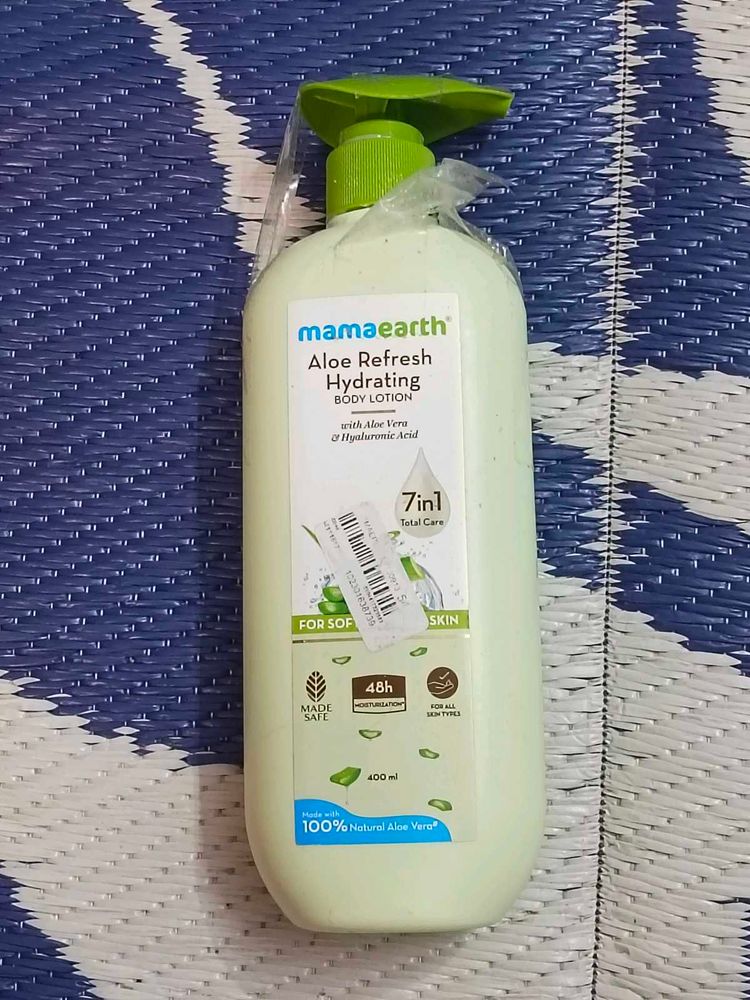 mamaearth®
Aloe Refresh
Hydrating
BODY LOTION
with Aloe Vera
& Hyaluronic Acid
7in1
Total Care
102301638739
FOR SOF
SKIN
MADE
SAFE
48h
MOISTURIZATION
FOR ALL
SKIN TYPES
400 ml
Made with
100% Natural Aloe Vera#